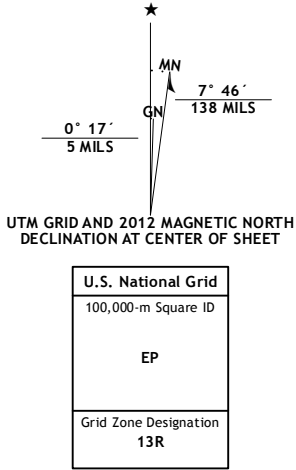 ★
MN
7° 46´
138 MILS
GN
0° 17´
5 MILS
UTM GRID AND 2012 MAGNETIC NORTH
DECLINATION AT CENTER OF SHEET
U.S. National Grid
100,000-m Square ID
EP
Grid Zone Designation
13R